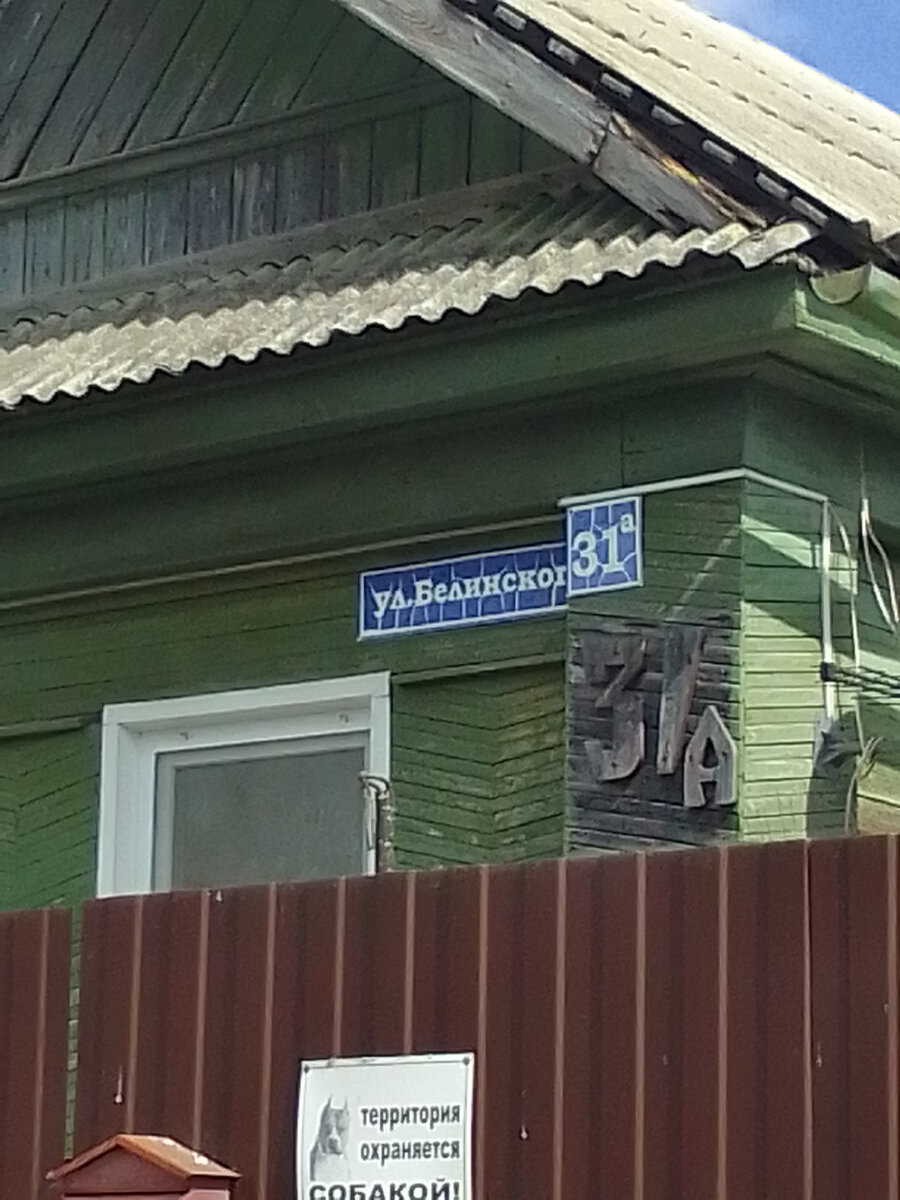 ул.Белинског
31а
31А
территория
охраняется
СОБАКОЙ!